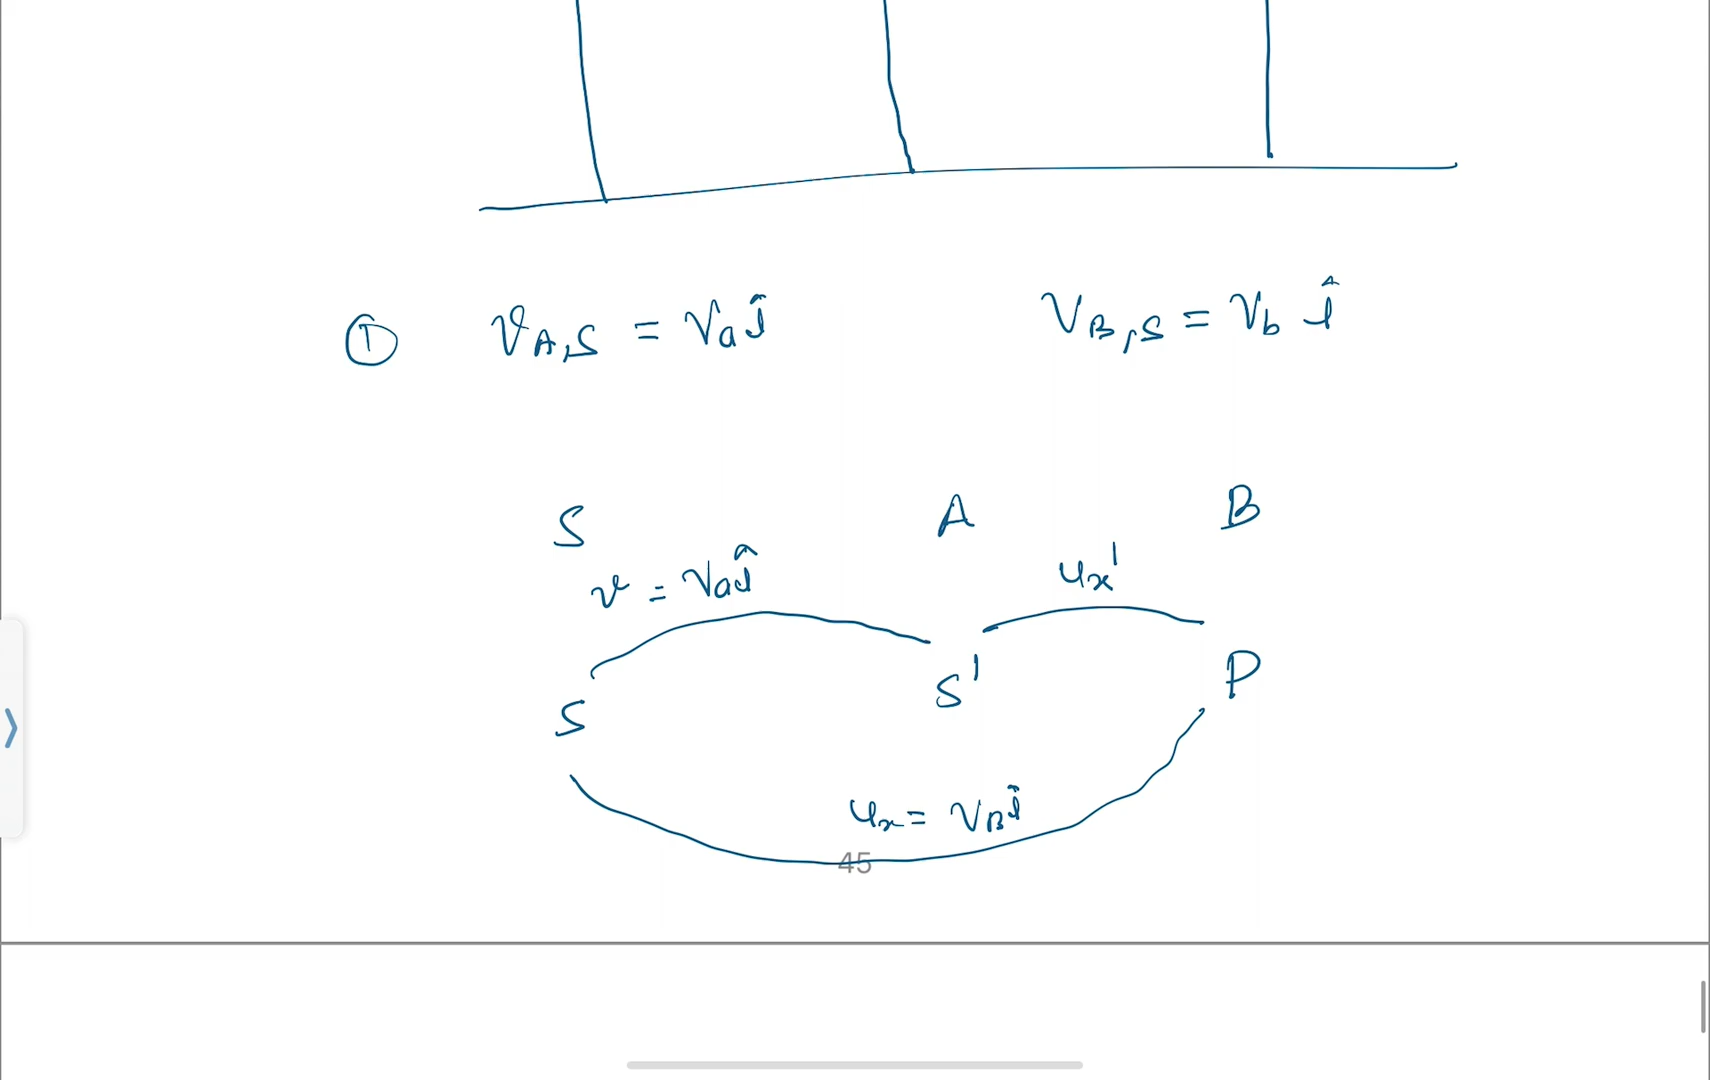 ① V_{A,S} = V_a î V_{B,S} = V_b î
S A B
v = V_a î u_x'
S S' P
u_x = V_B î
45